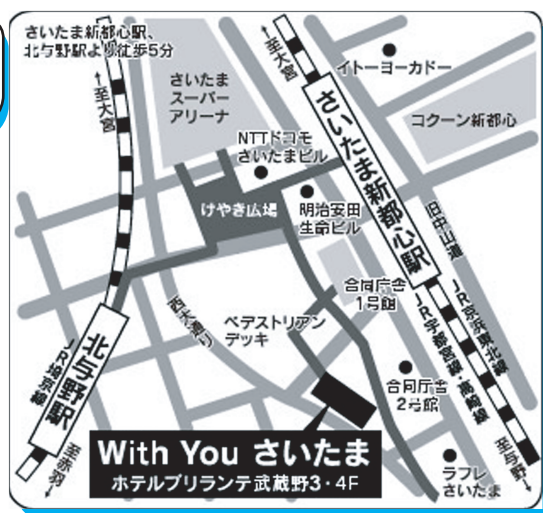 さいたま新都心駅、
北与野駅より徒歩5分
←至大宮
さいたま
スーパー
アリーナ
←至大宮
イトーヨーカドー
コクーン新都心
NTTドコモ
さいたまビル
さいたま新都心駅
けやき広場
明治安田
生命ビル
旧中山道
合同庁舎
1号館
西大通り
ペデストリアン
デッキ
JR京浜東北線
JR宇都宮線・高崎線
北与野駅
JR埼京線
合同庁舎
2号館
With You さいたま
ホテルブリランテ武蔵野3・4F
至赤羽→
至与野→
ラフレ
さいたま